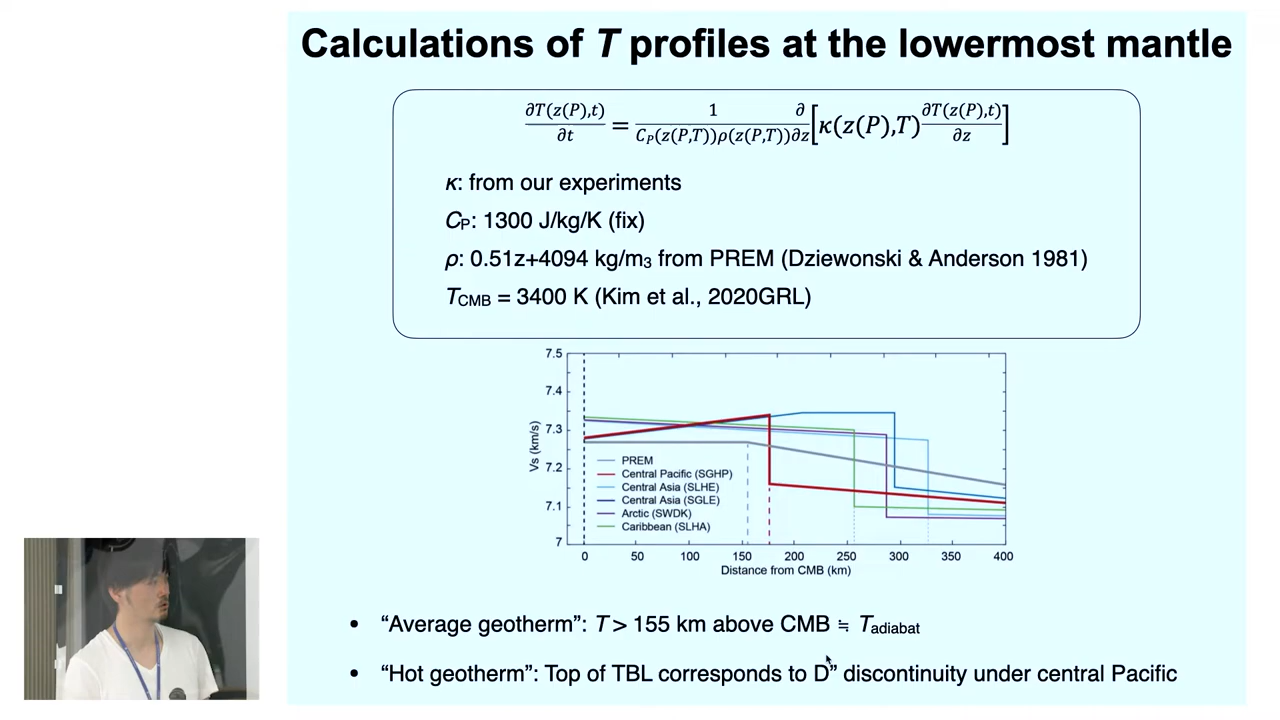 Calculations of T profiles at the lowermost mantle
∂T(z(P),t)/∂t = 1/(C_P(z(P,T))ρ(z(P,T))) ∂/∂z [κ(z(P),T) ∂T(z(P),t)/∂z]
κ: from our experiments
CP: 1300 J/kg/K (fix)
ρ: 0.51z+4094 kg/m3 from PREM (Dziewonski & Anderson 1981)
TCMB = 3400 K (Kim et al., 2020GRL)
7.5
7.4
7.3
7.2
7.1
7
Vs (km/s)
PREM
Central Pacific (SGHP)
Central Asia (SLHE)
Central Asia (SGLE)
Arctic (SWDK)
Caribbean (SLHA)
0 50 100 150 200 250 300 350 400
Distance from CMB (km)
• “Average geotherm”: T > 155 km above CMB ≒ Tadiabat
• “Hot geotherm”: Top of TBL corresponds to D” discontinuity under central Pacific